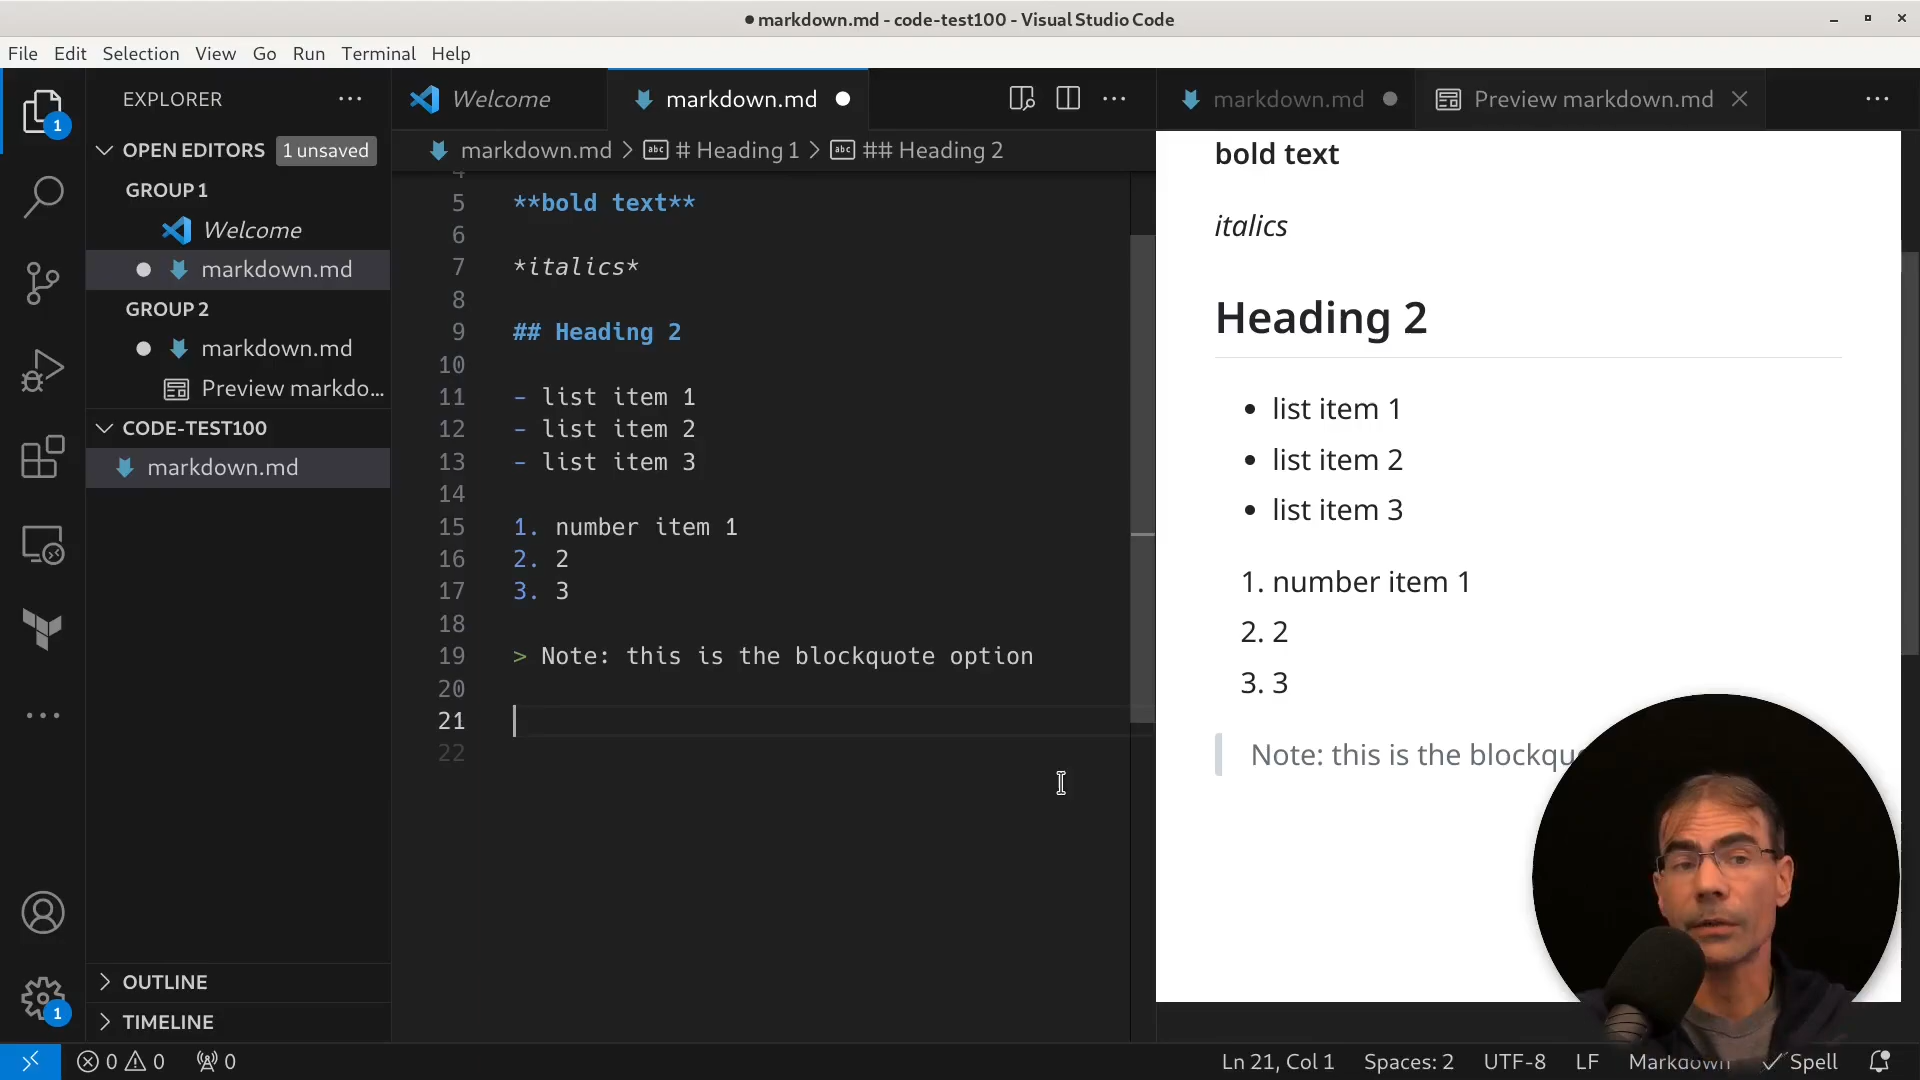 ● markdown.md - code-test100 - Visual Studio Code
File Edit Selection View Go Run Terminal Help
EXPLORER
OPEN EDITORS 1 unsaved
GROUP 1
Welcome
markdown.md
GROUP 2
markdown.md
Preview markdo...
CODE-TEST100
markdown.md
OUTLINE
TIMELINE
1
1
Welcome markdown.md
markdown.md > # Heading 1 > ## Heading 2
4
5 **bold text**
6
7 *italics*
8
9 ## Heading 2
10
11 - list item 1
12 - list item 2
13 - list item 3
14
15 1. number item 1
16 2. 2
17 3. 3
18
19 > Note: this is the blockquote option
20
21
22
markdown.md Preview markdown.md
bold text
italics
Heading 2
• list item 1
• list item 2
• list item 3
1. number item 1
2. 2
3. 3
Note: this is the blockqu
0 0 0 Ln 21, Col 1 Spaces: 2 UTF-8 LF Markdown Spell